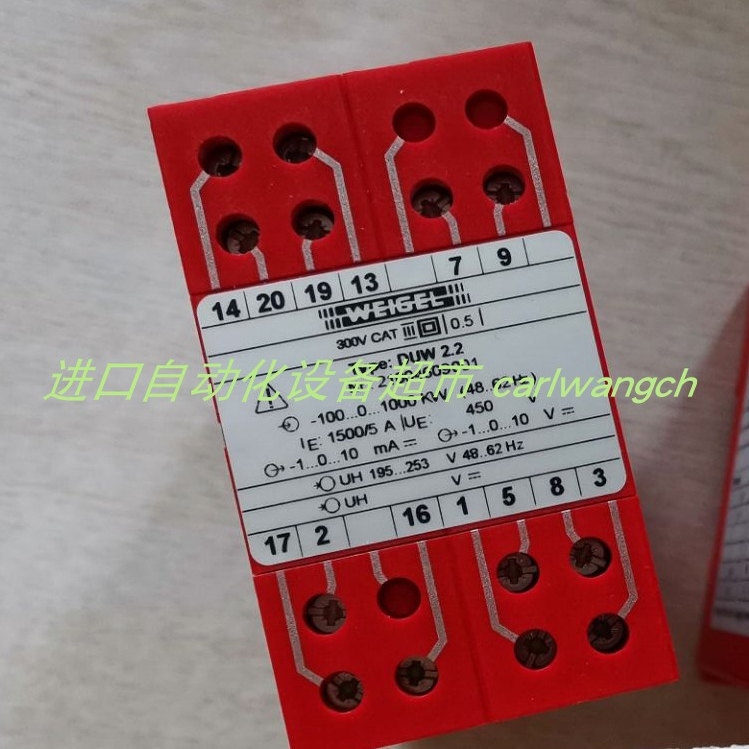 14 20 19 13 7 9
WEIGEL
300V CAT III 0.5
DUW 2.2
进口自动化设备超市 carlwangch
-100...0...1000 KW
IE: 1500/5 A UE: 450
-1...0...10 mA -1...0...10 V
UH 195...253 V 48..62 Hz
UH V
17 2 16 1 5 8 3